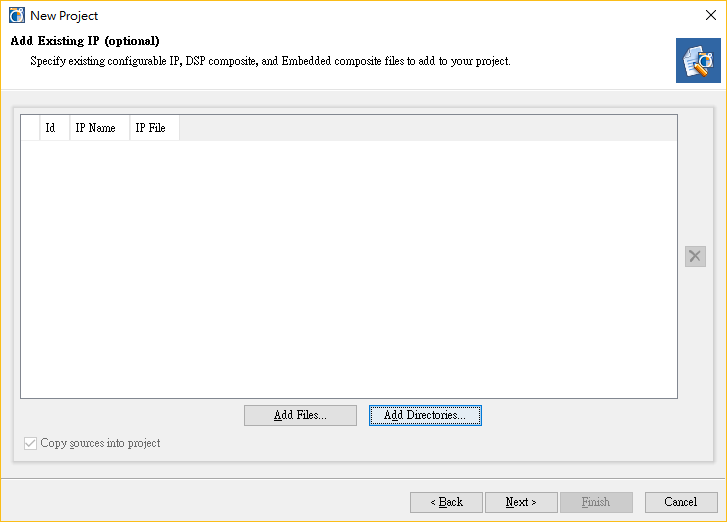 New Project
Add Existing IP (optional)
Specify existing configurable IP, DSP composite, and Embedded composite files to add to your project.
Id IP Name IP File
Add Files... Add Directories...
Copy sources into project
< Back Next > Finish Cancel